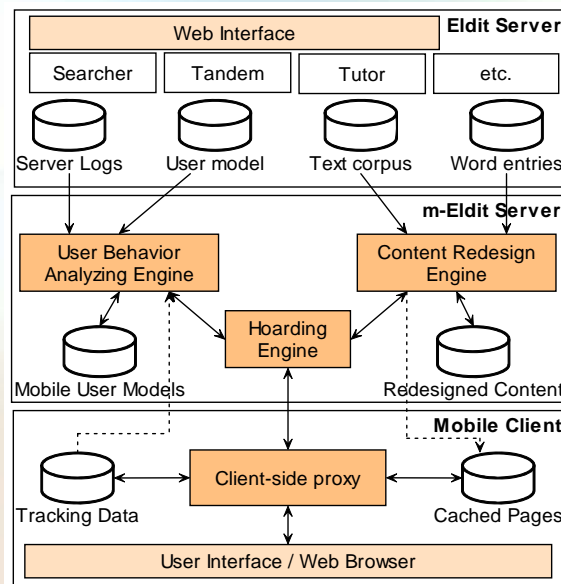 Eldit Server
Web Interface
Searcher
Tandem
Tutor
etc.
Server Logs
User model
Text corpus
Word entries
m-Eldit Server
User Behavior
Analyzing Engine
Content Redesign
Engine
Hoarding
Engine
Mobile User Models
Redesigned Content
Mobile Client
Client-side proxy
Tracking Data
Cached Pages
User Interface / Web Browser